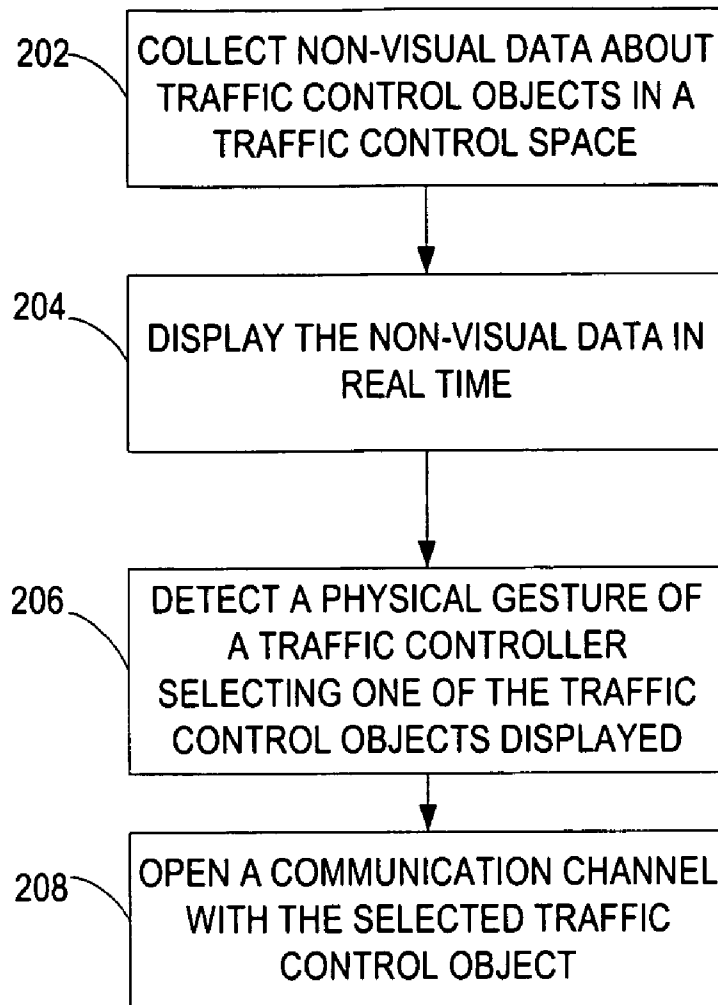 202
COLLECT NON-VISUAL DATA ABOUT
TRAFFIC CONTROL OBJECTS IN A
TRAFFIC CONTROL SPACE
204
DISPLAY THE NON-VISUAL DATA IN
REAL TIME
206
DETECT A PHYSICAL GESTURE OF
A TRAFFIC CONTROLLER
SELECTING ONE OF THE TRAFFIC
CONTROL OBJECTS DISPLAYED
208
OPEN A COMMUNICATION CHANNEL
WITH THE SELECTED TRAFFIC
CONTROL OBJECT